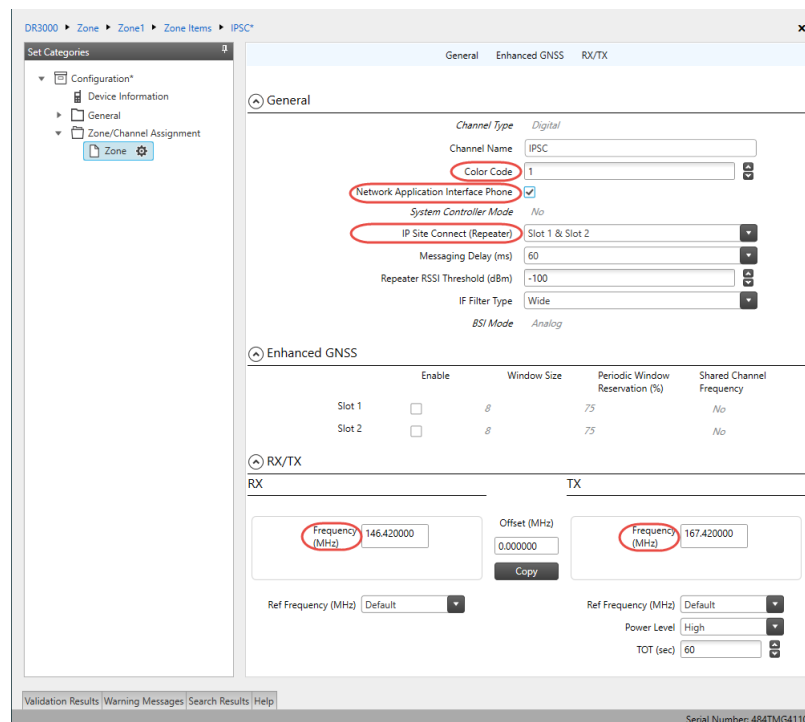 DR3000 Zone Zone1 Zone Items IPSC*
Set Categories
Configuration*
Device Information
General
Zone/Channel Assignment
Zone
General Enhanced GNSS RX/TX
General
Channel Type Digital
Channel Name IPSC
Color Code 1
Network Application Interface Phone
System Controller Mode No
IP Site Connect (Repeater) Slot 1 & Slot 2
Messaging Delay (ms) 60
Repeater RSSI Threshold (dBm) -100
IF Filter Type Wide
BSI Mode Analog
Enhanced GNSS
Enable Window Size Periodic Window Reservation (%) Shared Channel Frequency
Slot 1 8 75 No
Slot 2 8 75 No
RX/TX
RX TX
Frequency (MHz) 146.420000
Offset (MHz)
0.000000
Copy
Frequency (MHz) 167.420000
Ref Frequency (MHz) Default
Ref Frequency (MHz) Default
Power Level High
TOT (sec) 60
Validation Results Warning Messages Search Results Help
Serial Number: 484TMG4110